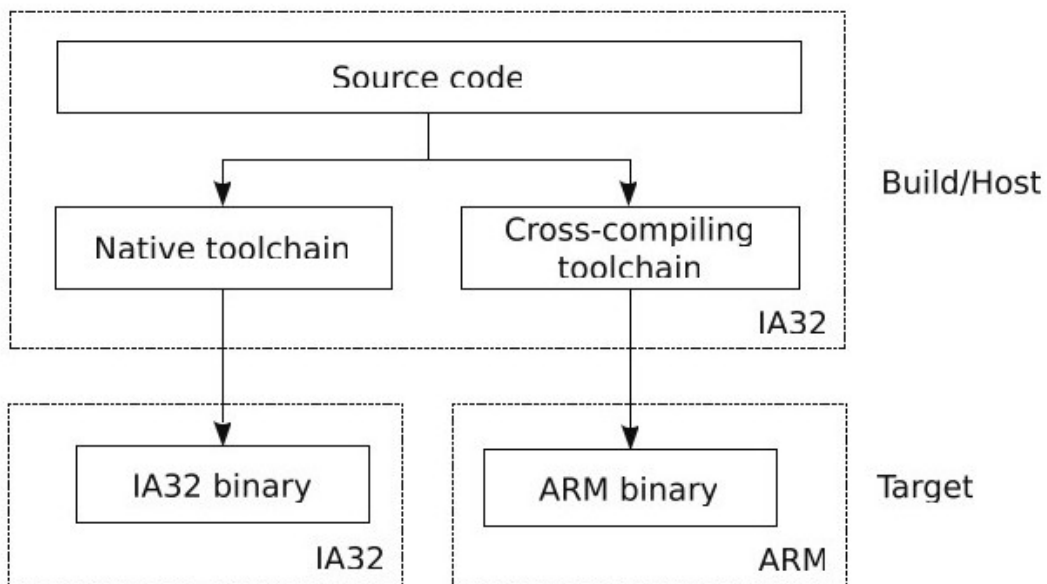 Source code
Build/Host
Native toolchain
Cross-compiling
toolchain
IA32
IA32 binary
ARM binary
Target
IA32
ARM